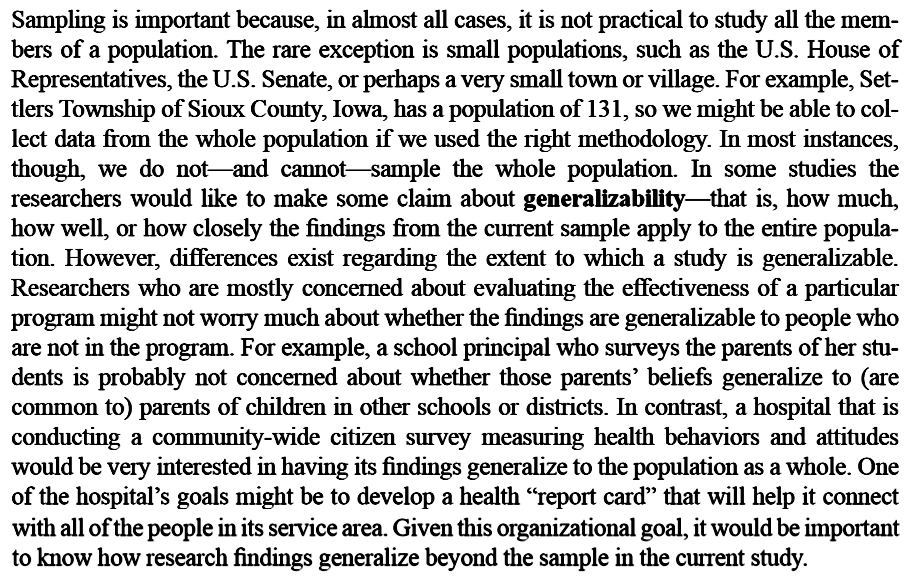 Sampling is important because, in almost all cases, it is not practical to study all the mem-
bers of a population. The rare exception is small populations, such as the U.S. House of
Representatives, the U.S. Senate, or perhaps a very small town or village. For example, Set-
tlers Township of Sioux County, Iowa, has a population of 131, so we might be able to col-
lect data from the whole population if we used the right methodology. In most instances,
though, we do not—and cannot—sample the whole population. In some studies the
researchers would like to make some claim about generalizability—that is, how much,
how well, or how closely the findings from the current sample apply to the entire popula-
tion. However, differences exist regarding the extent to which a study is generalizable.
Researchers who are mostly concerned about evaluating the effectiveness of a particular
program might not worry much about whether the findings are generalizable to people who
are not in the program. For example, a school principal who surveys the parents of her stu-
dents is probably not concerned about whether those parents’ beliefs generalize to (are
common to) parents of children in other schools or districts. In contrast, a hospital that is
conducting a community-wide citizen survey measuring health behaviors and attitudes
would be very interested in having its findings generalize to the population as a whole. One
of the hospital’s goals might be to develop a health “report card” that will help it connect
with all of the people in its service area. Given this organizational goal, it would be important
to know how research findings generalize beyond the sample in the current study.